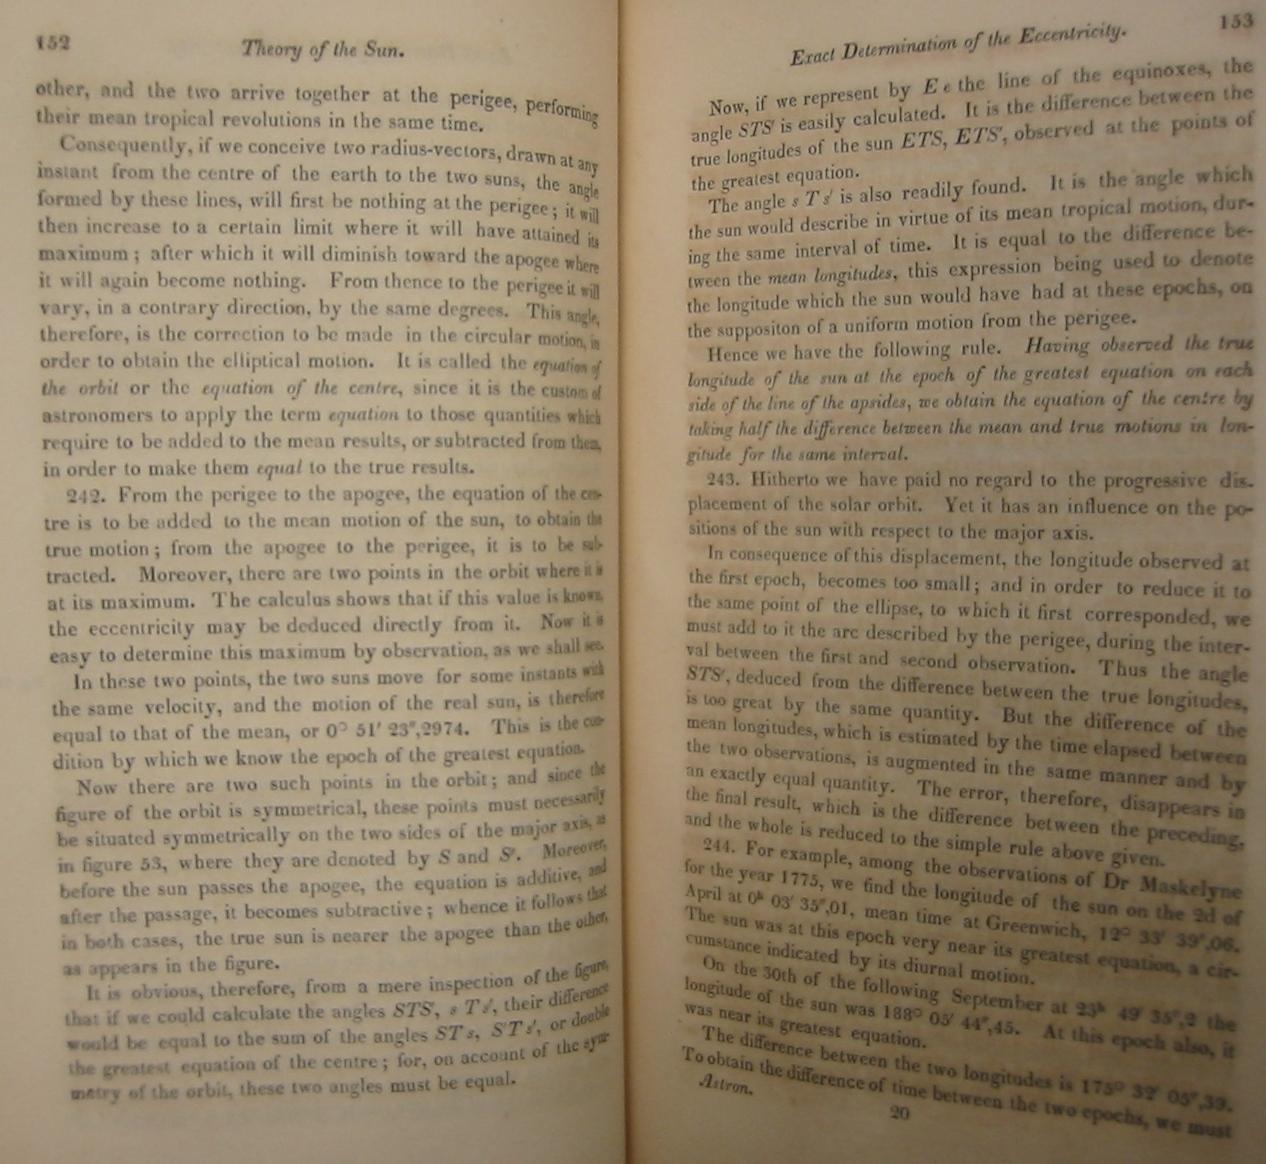 152
Theory of the Sun.
other, and the two arrive together at the perigee, performing
their mean tropical revolutions in the same time.
Consequently, if we conceive two radius-vectors, drawn at any
instant from the centre of the earth to the two suns, the angle
formed by these lines, will first be nothing at the perigee; it will
then increase to a certain limit where it will have attained its
maximum; after which it will diminish toward the apogee where
it will again become nothing. From thence to the perigee it will
vary, in a contrary direction, by the same degrees. This angle,
therefore, is the correction to be made in the circular motion, in
order to obtain the elliptical motion. It is called the equation of
the orbit or the equation of the centre, since it is the custom of
astronomers to apply the term equation to those quantities which
require to be added to the mean results, or subtracted from them,
in order to make them equal to the true results.
242. From the perigee to the apogee, the equation of the cen-
tre is to be added to the mean motion of the sun, to obtain the
true motion; from the apogee to the perigee, it is to be sub-
tracted. Moreover, there are two points in the orbit where it is
at its maximum. The calculus shows that if this value is known,
the eccentricity may be deduced directly from it. Now it is
easy to determine this maximum by observation, as we shall see.
In these two points, the two suns move for some instants with
the same velocity, and the motion of the real sun, is therefore
equal to that of the mean, or 0° 51′ 23″,2974. This is the con-
dition by which we know the epoch of the greatest equation.
Now there are two such points in the orbit; and since the
figure of the orbit is symmetrical, these points must necessarily
be situated symmetrically on the two sides of the major axis, as
in figure 53, where they are denoted by S and S′. Moreover,
before the sun passes the apogee, the equation is additive, and
after the passage, it becomes subtractive; whence it follows that
in both cases, the true sun is nearer the apogee than the other,
as appears in the figure.
It is obvious, therefore, from a mere inspection of the figure,
that if we could calculate the angles STS′, s T s′, their difference
would be equal to the sum of the angles ST s, S′T s′, or double
the greatest equation of the centre; for, on account of the sym-
metry of the orbit, these two angles must be equal.
Exact Determination of the Eccentricity.
153
Now, if we represent by E e the line of the equinoxes, the
angle STS′ is easily calculated. It is the difference between the
true longitudes of the sun ETS, ETS′, observed at the points of
the greatest equation.
The angle s T s′ is also readily found. It is the angle which
the sun would describe in virtue of its mean tropical motion, dur-
ing the same interval of time. It is equal to the difference be-
tween the mean longitudes, this expression being used to denote
the longitude which the sun would have had at these epochs, on
the suppositon of a uniform motion from the perigee.
Hence we have the following rule. Having observed the true
longitude of the sun at the epoch of the greatest equation on each
side of the line of the apsides, we obtain the equation of the centre by
taking half the difference between the mean and true motions in lon-
gitude for the same interval.
243. Hitherto we have paid no regard to the progressive dis-
placement of the solar orbit. Yet it has an influence on the po-
sitions of the sun with respect to the major axis.
In consequence of this displacement, the longitude observed at
the first epoch, becomes too small; and in order to reduce it to
the same point of the ellipse, to which it first corresponded, we
must add to it the arc described by the perigee, during the inter-
val between the first and second observation. Thus the angle
STS′, deduced from the difference between the true longitudes,
is too great by the same quantity. But the difference of the
mean longitudes, which is estimated by the time elapsed between
the two observations, is augmented in the same manner and by
an exactly equal quantity. The error, therefore, disappears in
the final result, which is the difference between the preceding,
and the whole is reduced to the simple rule above given.
244. For example, among the observations of Dr Maskelyne
for the year 1775, we find the longitude of the sun on the 2d of
April at 0ʰ 03′ 35″,01, mean time at Greenwich, 12° 33′ 39″,06.
The sun was at this epoch very near its greatest equation, a cir-
cumstance indicated by its diurnal motion.
On the 30th of the following September at 23ʰ 49′ 35″,2 the
longitude of the sun was 188° 05′ 44″,45. At this epoch also, it
was near its greatest equation.
The difference between the two longitudes is 175° 32′ 05″,39.
To obtain the difference of time between the two epochs, we must
Astron.
20